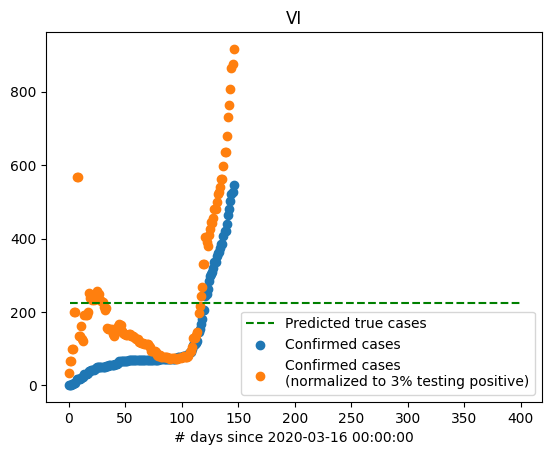 VI
800
600
400
200
0
Predicted true cases
Confirmed cases
Confirmed cases
(normalized to 3% testing positive)
0 50 100 150 200 250 300 350 400
# days since 2020-03-16 00:00:00